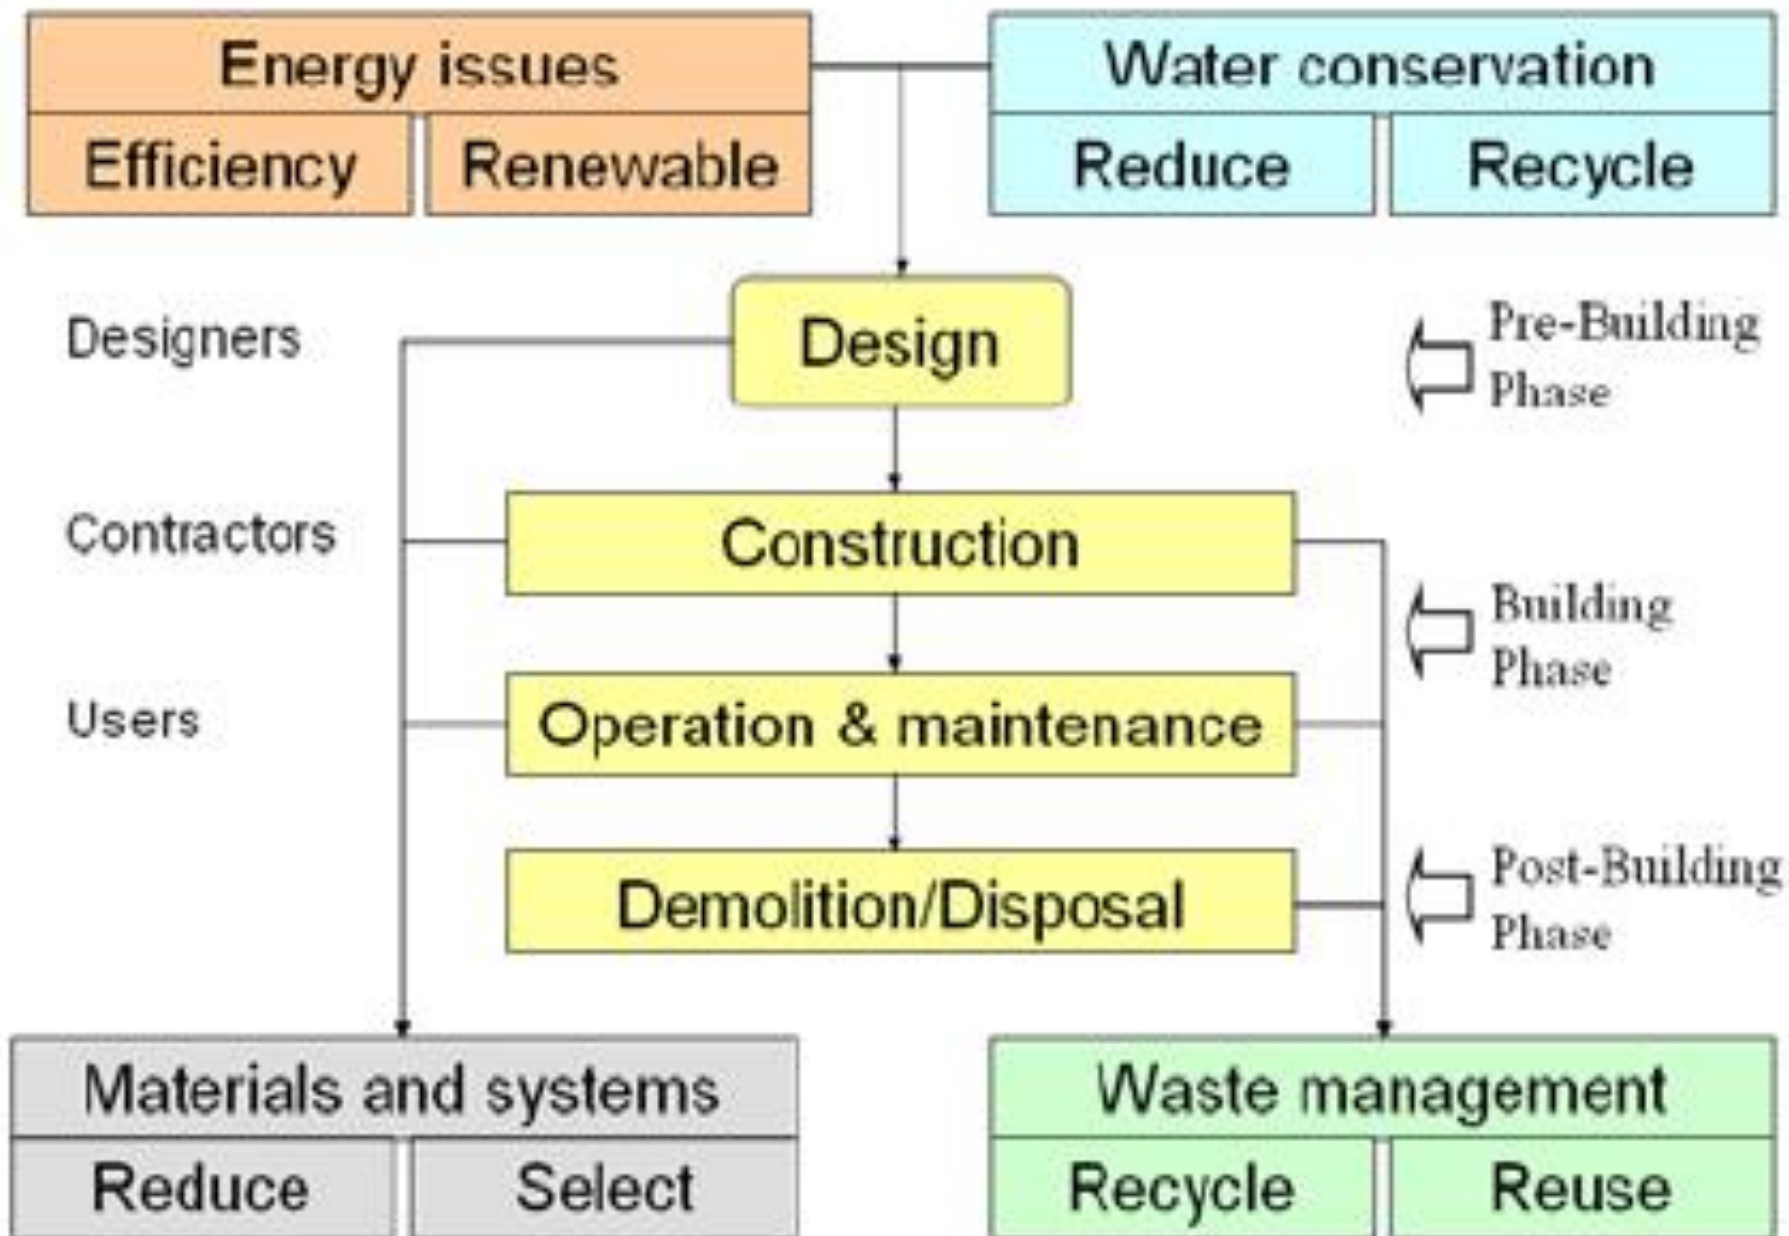 Energy issues
Water conservation
Efficiency
Renewable
Reduce
Recycle
Designers
Design
Pre-Building
Phase
Contractors
Construction
Building
Phase
Users
Operation & maintenance
Demolition/Disposal
Post-Building
Phase
Materials and systems
Waste management
Reduce
Select
Recycle
Reuse